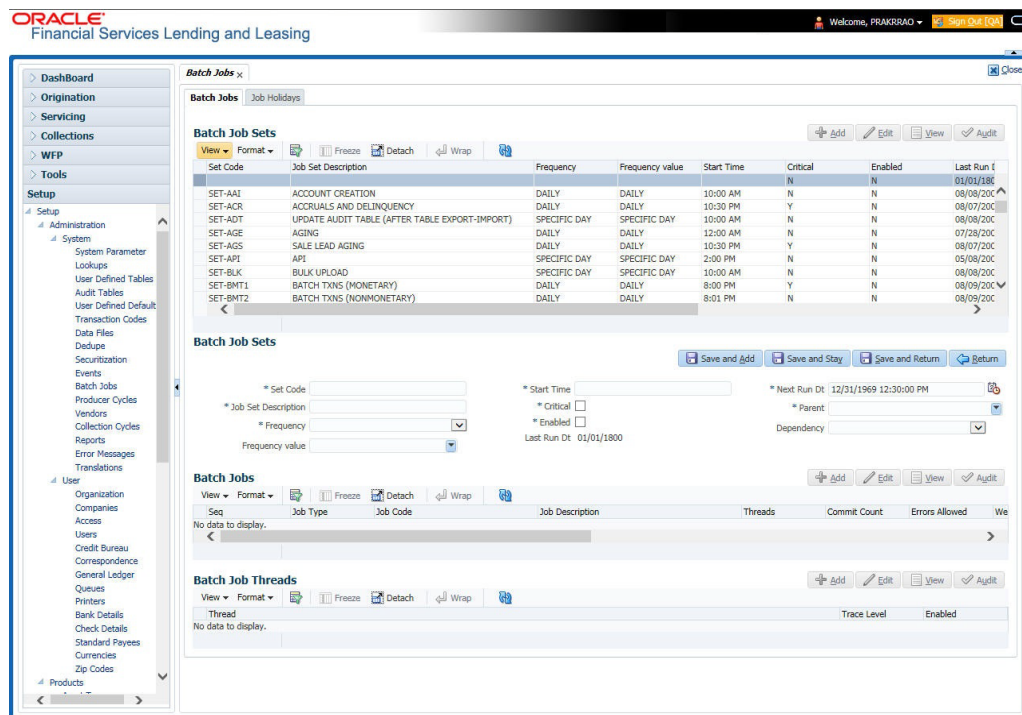 ORACLE
Financial Services Lending and Leasing
Welcome, PRAKRRAO
Sign Out [QA]
DashBoard
Origination
Servicing
Collections
WFP
Tools
Setup
Setup
Administration
System
System Parameter
Lookups
User Defined Tables
Audit Tables
User Defined Default
Transaction Codes
Data Files
Dedupe
Securitization
Events
Batch Jobs
Producer Cycles
Vendors
Collection Cycles
Reports
Error Messages
Translations
User
Organization
Companies
Access
Users
Credit Bureau
Correspondence
General Ledger
Queues
Printers
Bank Details
Check Details
Standard Payees
Currencies
Zip Codes
Products
Batch Jobs x
Close
Batch Jobs Job Holidays
Batch Job Sets
Add Edit View Audit
View Format Freeze Detach Wrap
Set Code Job Set Description Frequency Frequency value Start Time Critical Enabled Last Run D
N N 01/01/180
SET-AAI ACCOUNT CREATION DAILY DAILY 10:00 AM N N 08/08/200
SET-ACR ACCRUALS AND DELINQUENCY DAILY DAILY 10:30 PM Y N 08/07/200
SET-ADT UPDATE AUDIT TABLE (AFTER TABLE EXPORT-IMPORT) SPECIFIC DAY SPECIFIC DAY 10:00 AM N N 08/08/200
SET-AGE AGING DAILY DAILY 12:00 AM N N 07/28/200
SET-AGS SALE LEAD AGING DAILY DAILY 10:30 PM Y N 08/07/200
SET-API API SPECIFIC DAY SPECIFIC DAY 2:00 PM N N 05/08/200
SET-BLK BULK UPLOAD SPECIFIC DAY SPECIFIC DAY 10:00 AM N N 08/08/200
SET-BMT1 BATCH TXNS (MONETARY) DAILY DAILY 8:00 PM Y N 08/09/200
SET-BMT2 BATCH TXNS (NONMONETARY) DAILY DAILY 8:01 PM N N 08/09/200
Batch Job Sets
Save and Add Save and Stay Save and Return Return
* Set Code * Start Time * Next Run Dt 12/31/1969 12:30:00 PM
* Job Set Description * Critical * Parent
* Frequency * Enabled Dependency
Frequency value Last Run Dt 01/01/1800
Batch Jobs
Add Edit View Audit
View Format Freeze Detach Wrap
Seq Job Type Job Code Job Description Threads Commit Count Errors Allowed We
No data to display.
Batch Job Threads
Add Edit View Audit
View Format Freeze Detach Wrap
Thread Trace Level Enabled
No data to display.